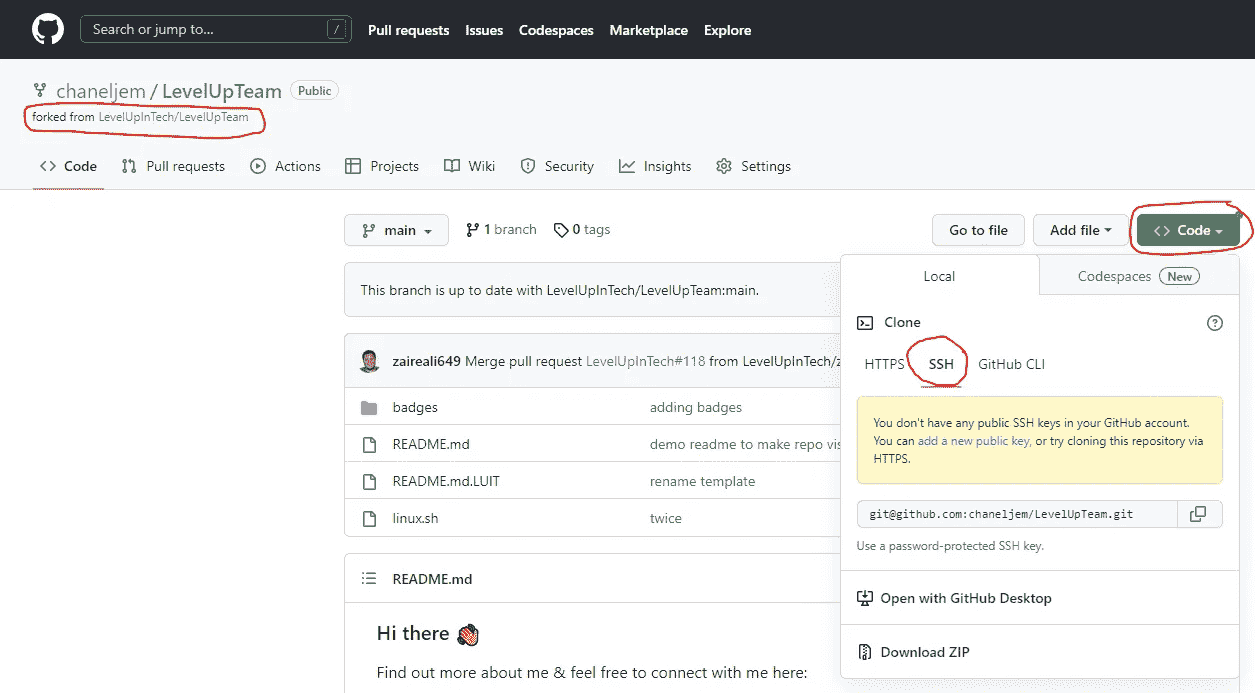 Search or jump to... / Pull requests Issues Codespaces Marketplace Explore
chaneljem / LevelUpTeam Public
forked from LevelUpInTech/LevelUpTeam
<> Code Pull requests Actions Projects Wiki Security Insights Settings
main 1 branch 0 tags Go to file Add file <> Code
Local Codespaces New
This branch is up to date with LevelUpInTech/LevelUpTeam:main.
Clone
HTTPS SSH GitHub CLI
zaireali649 Merge pull request LevelUpInTech#118 from LevelUpInTech/
badges adding badges
You don't have any public SSH keys in your GitHub account.
You can add a new public key, or try cloning this repository via
HTTPS.
README.md demo readme to make repo vis
README.md.LUIT rename template
linux.sh twice
git@github.com:chaneljem/LevelUpTeam.git
Use a password-protected SSH key.
README.md
Open with GitHub Desktop
Hi there
Download ZIP
Find out more about me & feel free to connect with me here: